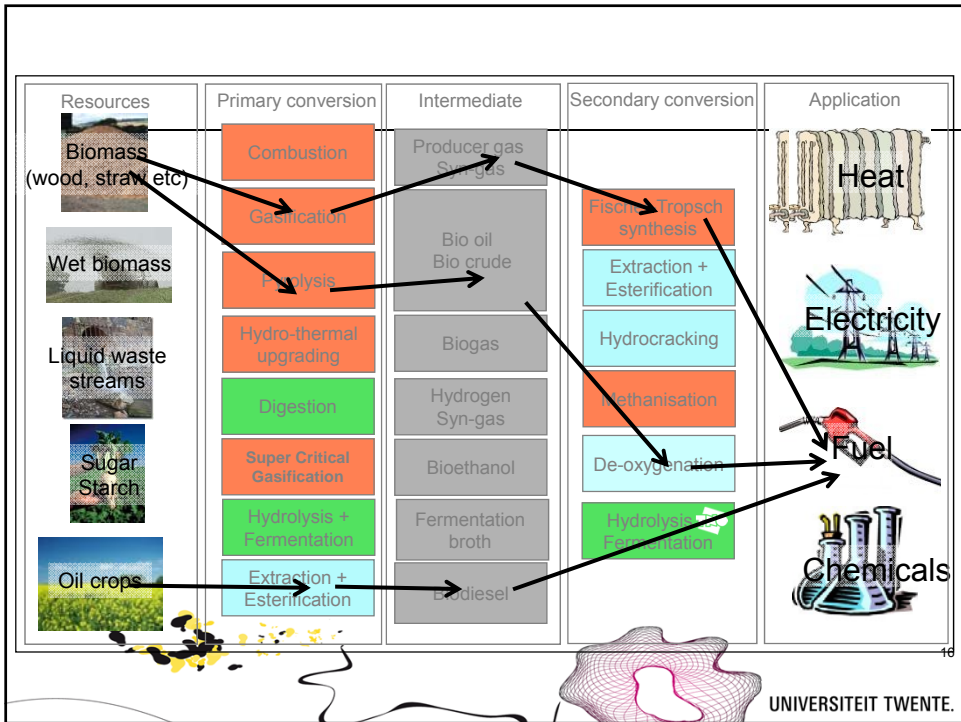 Resources
Biomass
(wood, straw etc)
Wet biomass
Liquid waste
streams
Sugar
Starch
Oil crops
Primary conversion
Combustion
Gasification
Pyrolysis
Hydro-thermal
upgrading
Digestion
Super Critical
Gasification
Hydrolysis +
Fermentation
Extraction +
Esterification
Intermediate
Producer gas
Syn-gas
Bio oil
Bio crude
Biogas
Hydrogen
Syn-gas
Bioethanol
Fermentation
broth
Biodiesel
Secondary conversion
Fischer Tropsch
synthesis
Extraction +
Esterification
Hydrocracking
Methanisation
De-oxygenation
Hydrolysis +
Fermentation
Application
Heat
Electricity
Fuel
Chemicals
16
UNIVERSITEIT TWENTE.